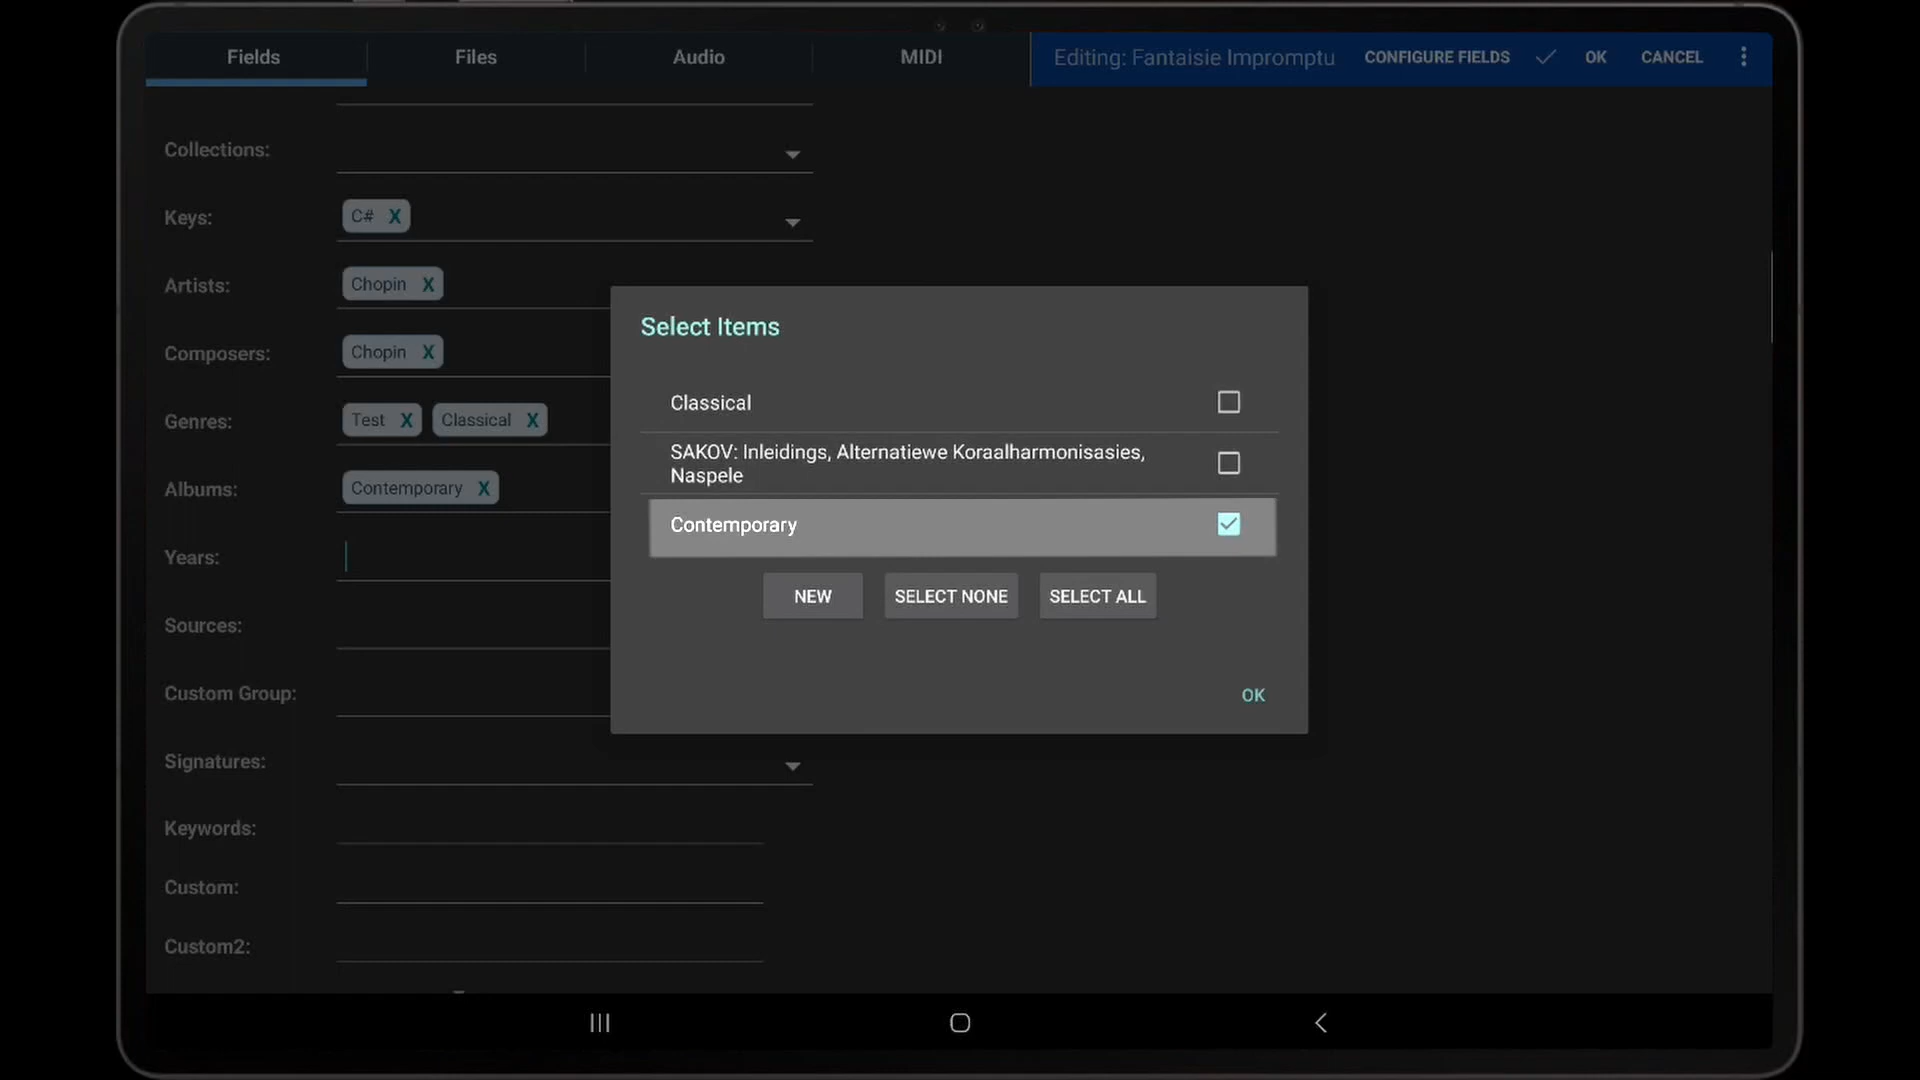 Fields
Files
Audio
MIDI
Editing: Fantaisie Impromptu
CONFIGURE FIELDS
OK
CANCEL
Collections:
Keys:
C# X
Artists:
Chopin X
Composers:
Chopin X
Genres:
Test X Classical X
Albums:
Contemporary X
Years:
Sources:
Custom Group:
Signatures:
Keywords:
Custom:
Custom2:
Select Items
Classical
SAKOV: Inleidings, Alternatiewe Koraalharmonisasies,
Naspele
Contemporary
NEW
SELECT NONE
SELECT ALL
OK